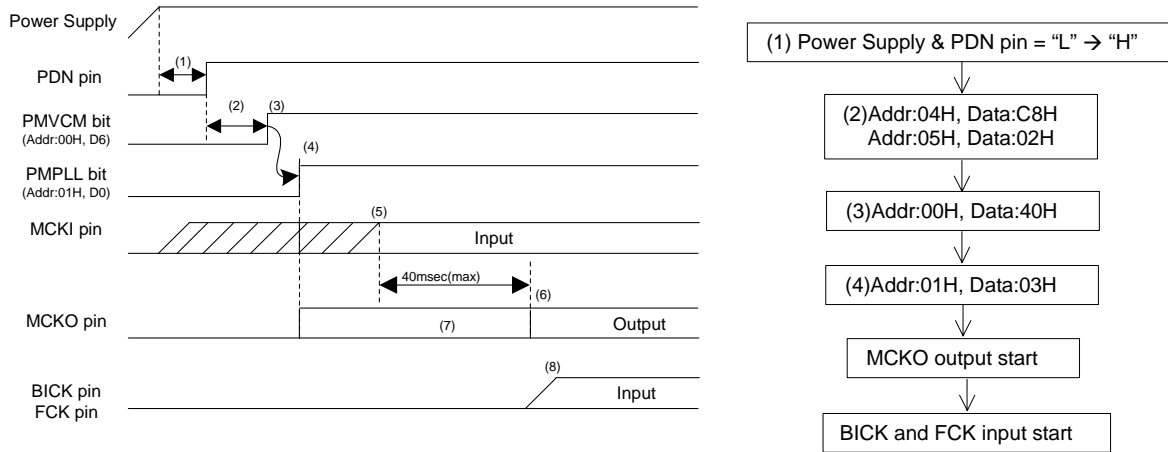 Power Supply
(1)
PDN pin
(2)
(3)
PMVCM bit
(Addr:00H, D6)
(4)
PMPLL bit
(Addr:01H, D0)
(5)
MCKI pin
Input
40msec(max)
(6)
MCKO pin
(7)
Output
(8)
BICK pin
FCK pin
Input
(1) Power Supply & PDN pin = “L” → “H”
(2)Addr:04H, Data:C8H
Addr:05H, Data:02H
(3)Addr:00H, Data:40H
(4)Addr:01H, Data:03H
MCKO output start
BICK and FCK input start